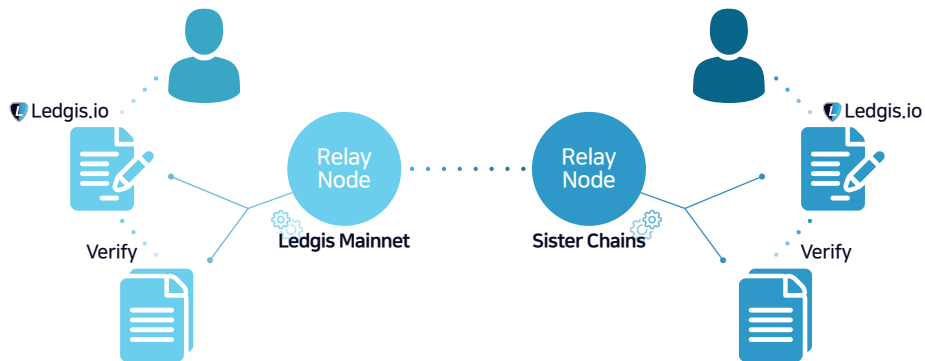 Ledgis.io
Ledgis.io
Relay
Node
Relay
Node
Ledgis Mainnet
Sister Chains
Verify
Verify